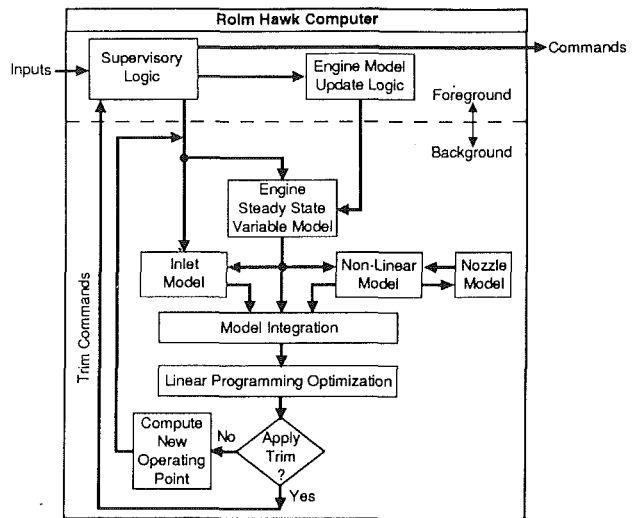 Rolm Hawk Computer
Commands
Inputs
Supervisory
Logic
Engine Model
Update Logic
Foreground
Background
Engine
Steady State
Variable Model
Inlet
Model
Non-Linear
Model
Nozzle
Model
Model Integration
Linear Programming Optimization
Trim Commands
Compute
New
Operating
Point
No
Apply
Trim
?
Yes